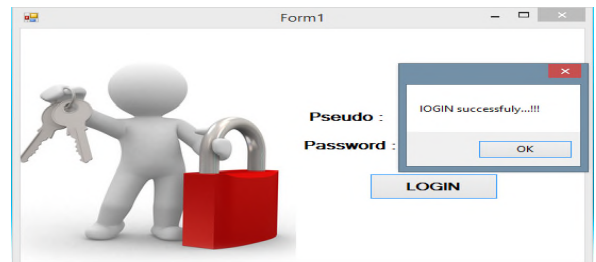 Form1
Pseudo :
Password :
LOGIN
lOGIN successfuly...!!!
OK